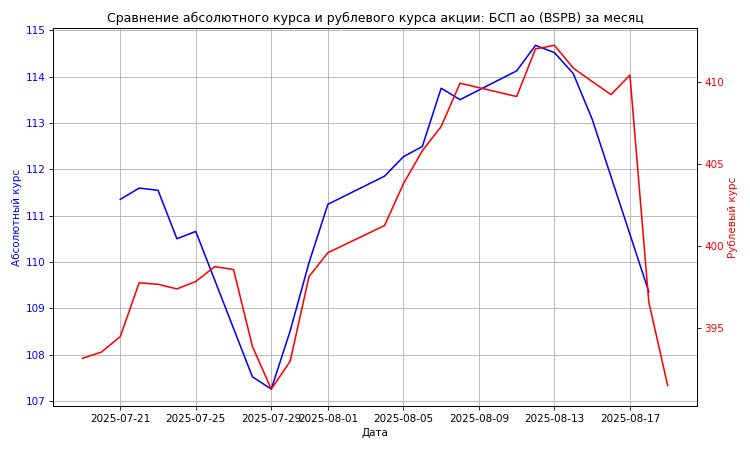 Сравнение абсолютного курса и рублевого курса акции: БСП ао (BSPB) за месяц
Абсолютный курс
115
114
113
112
111
110
109
108
107
410
405
400
395
Рублевый курс
2025-07-21 2025-07-25 2025-07-29 2025-08-01 2025-08-05 2025-08-09 2025-08-13 2025-08-17
Дата